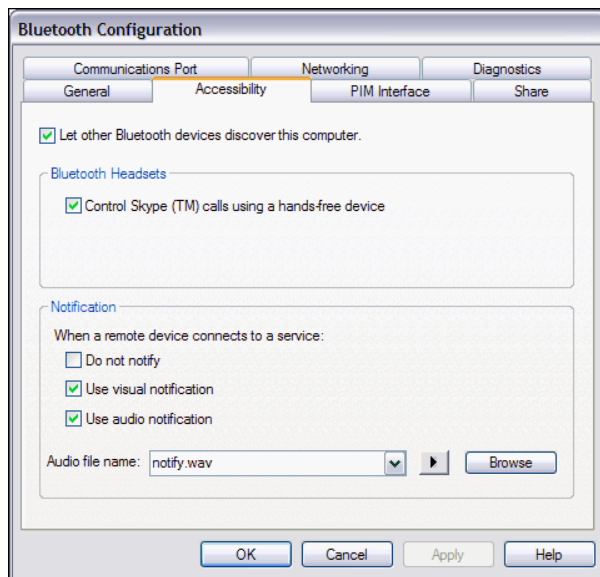 Bluetooth Configuration
Communications Port Networking Diagnostics
General Accessibility PIM Interface Share
Let other Bluetooth devices discover this computer.
Bluetooth Headsets
Control Skype (TM) calls using a hands-free device
Notification
When a remote device connects to a service:
Do not notify
Use visual notification
Use audio notification
Audio file name: notify.wav Browse
OK Cancel Apply Help